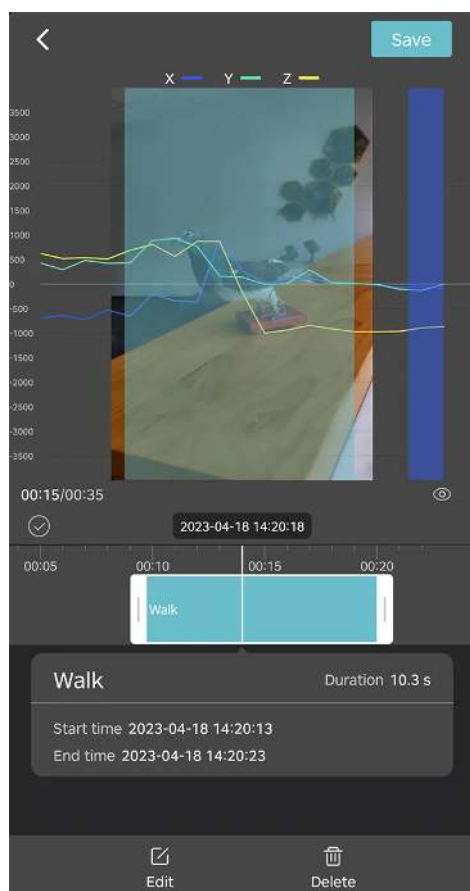 Save
X Y Z
3500
3000
2500
2000
1500
1000
500
0
-500
-1000
-1500
-2000
-2500
-3000
-3500
00:15/00:35
2023-04-18 14:20:18
00:05 00:10 00:15 00:20
Walk
Walk Duration 10.3 s
Start time 2023-04-18 14:20:13
End time 2023-04-18 14:20:23
Edit Delete